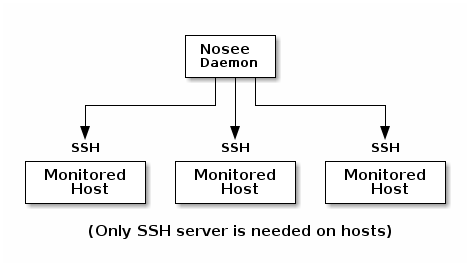 Nosee
Daemon
SSH
SSH
SSH
Monitored
Host
Monitored
Host
Monitored
Host
(Only SSH server is needed on hosts)